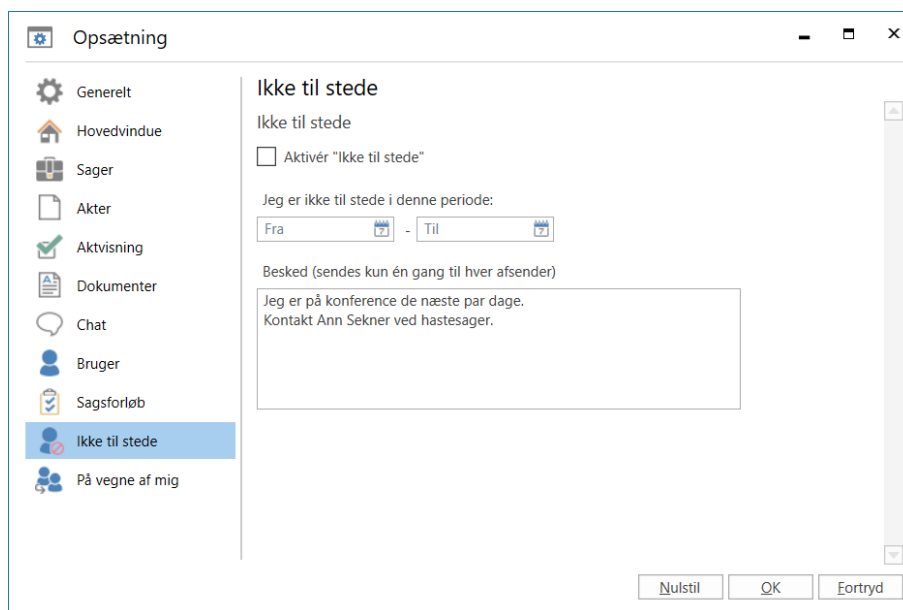 Opsætning
Generelt
Hovedvindue
Sager
Akter
Aktvisning
Dokumenter
Chat
Bruger
Sagsforløb
Ikke til stede
På vegne af mig
Ikke til stede
Ikke til stede
Aktivér "Ikke til stede"
Jeg er ikke til stede i denne periode:
Fra - Til
Besked (sendes kun én gang til hver afsender)
Jeg er på konference de næste par dage.
Kontakt Ann Sekner ved hastesager.
Nulstil OK Fortryd